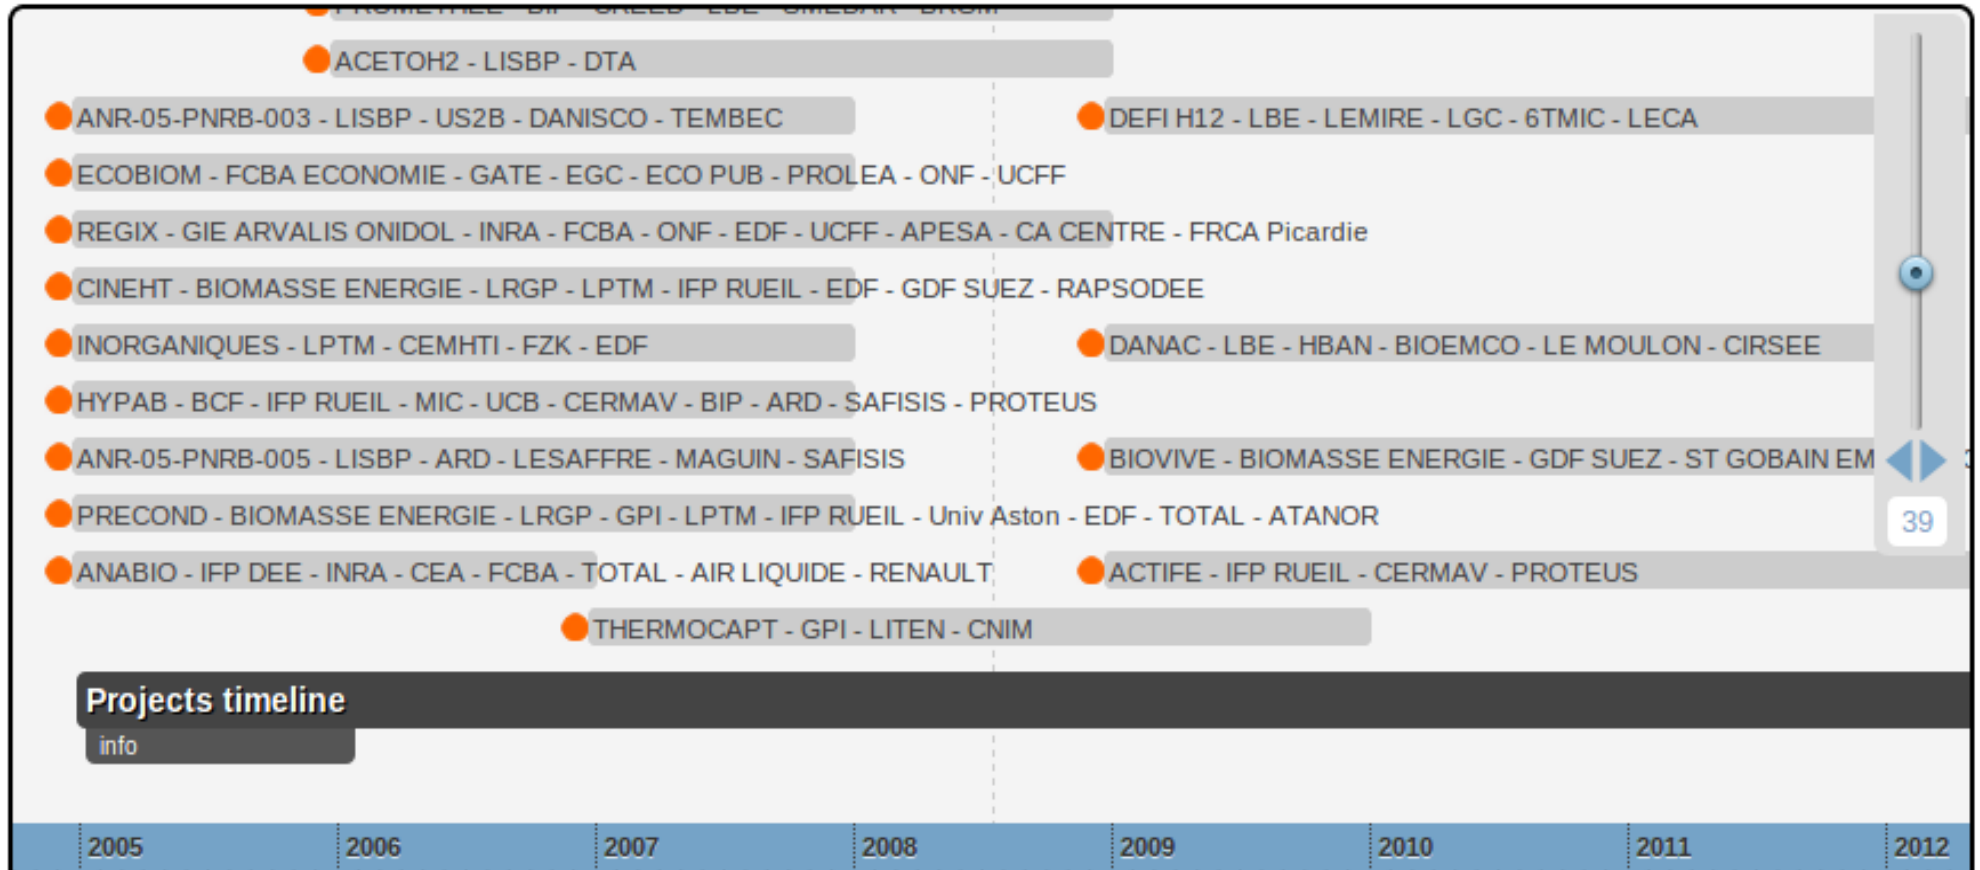 PROMETHEE - BIP - CREED - LBE - SMEBAR - BRGM
ACETOH2 - LISBP - DTA
ANR-05-PNRB-003 - LISBP - US2B - DANISCO - TEMBEC
DEFI H12 - LBE - LEMIRE - LGC - 6TMIC - LECA
ECOBIOM - FCBA ECONOMIE - GATE - EGC - ECO PUB - PROLEA - ONF - UCFF
REGIX - GIE ARVALIS ONIDOL - INRA - FCBA - ONF - EDF - UCFF - APESA - CA CENTRE - FRCA Picardie
CINEHT - BIOMASSE ENERGIE - LRGP - LPTM - IFP RUEIL - EDF - GDF SUEZ - RAPSODEE
INORGANIQUES - LPTM - CEMHTI - FZK - EDF
DANAC - LBE - HBAN - BIOEMCO - LE MOULON - CIRSEE
HYPAB - BCF - IFP RUEIL - MIC - UCB - CERMAV - BIP - ARD - SAFISIS - PROTEUS
ANR-05-PNRB-005 - LISBP - ARD - LESAFFRE - MAGUIN - SAFISIS
BIOVIVE - BIOMASSE ENERGIE - GDF SUEZ - ST GOBAIN EM
PRECOND - BIOMASSE ENERGIE - LRGP - GPI - LPTM - IFP RUEIL - Univ Aston - EDF - TOTAL - ATANOR
39
ANABIO - IFP DEE - INRA - CEA - FCBA - TOTAL - AIR LIQUIDE - RENAULT
ACTIFE - IFP RUEIL - CERMAV - PROTEUS
THERMOCAPT - GPI - LITEN - CNIM
Projects timeline
info
2005 2006 2007 2008 2009 2010 2011 2012